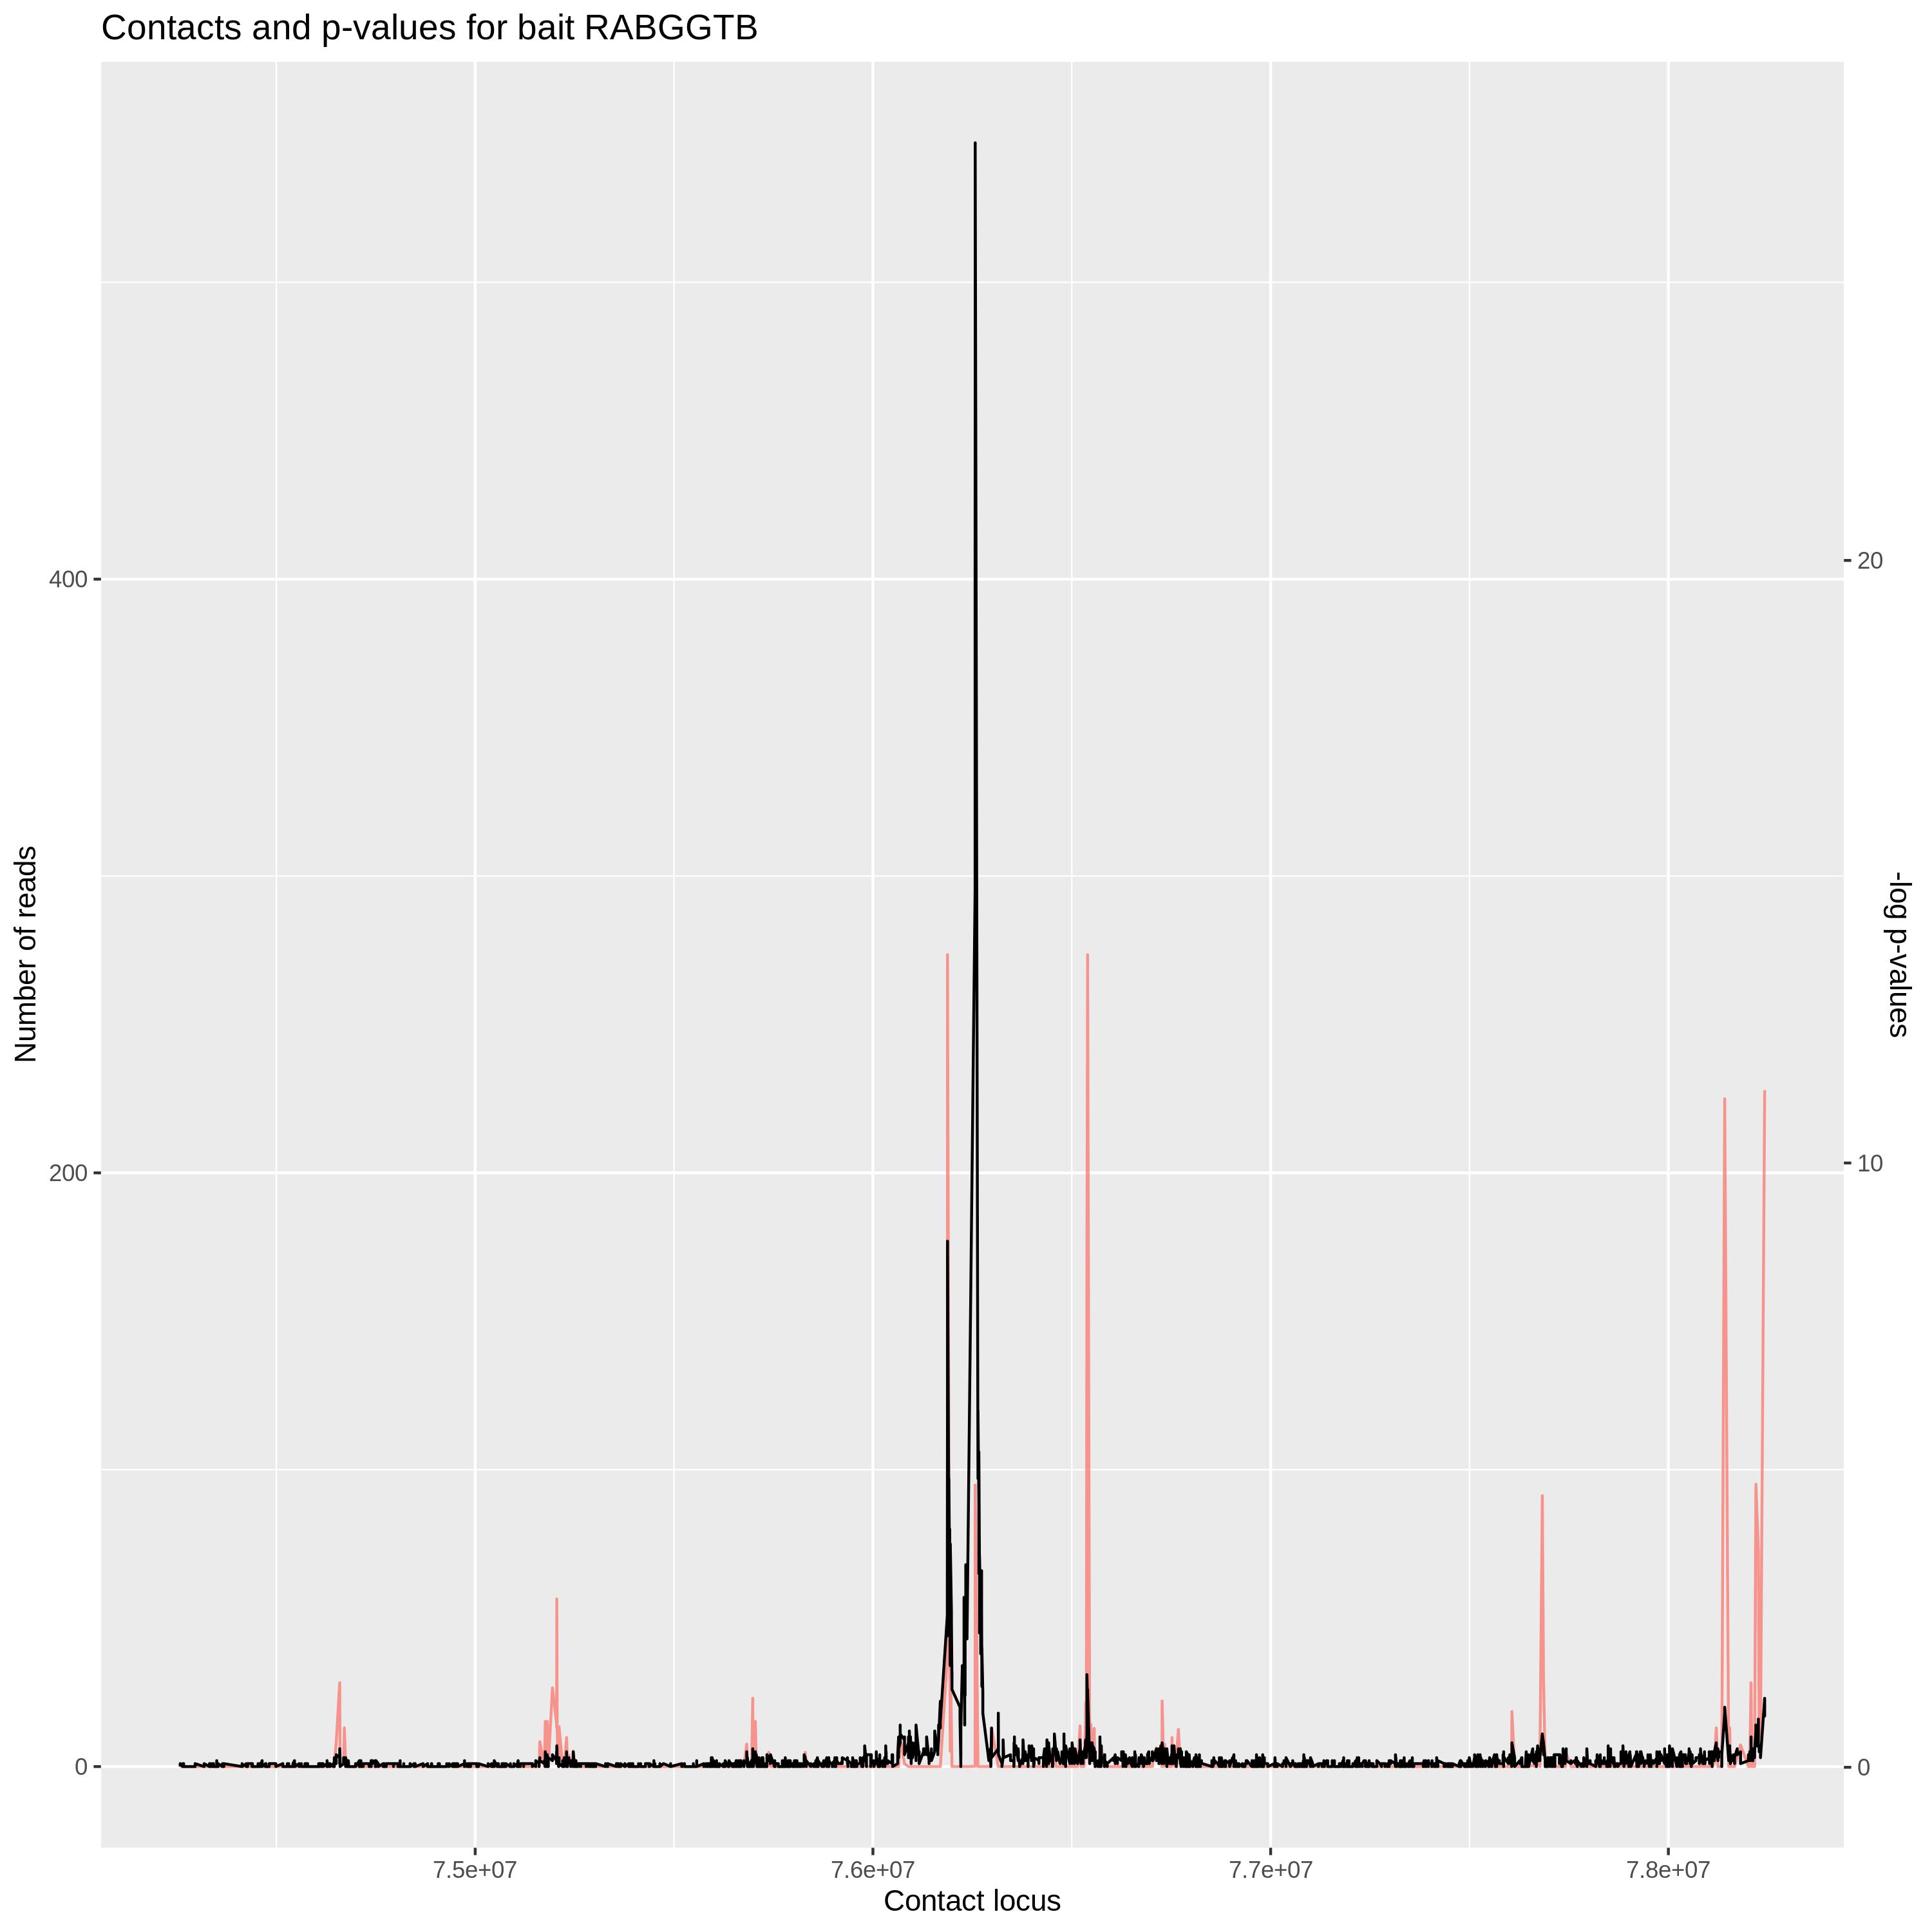 Contacts and p-values for bait RABGGTB
Number of reads
400
200
0
20
10
0
-log p-values
7.5e+07
7.6e+07
7.7e+07
7.8e+07
Contact locus